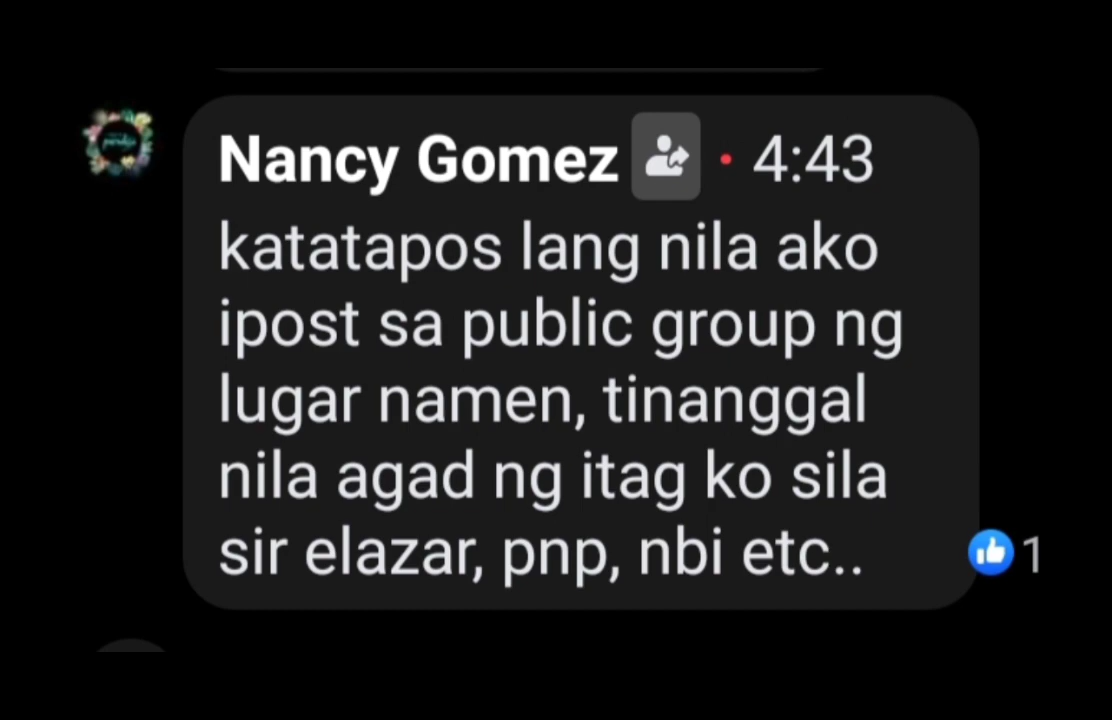 Nancy Gomez · 4:43
katatapos lang nila ako
ipost sa public group ng
lugar namen, tinanggal
nila agad ng itag ko sila
sir elazar, pnp, nbi etc..
1